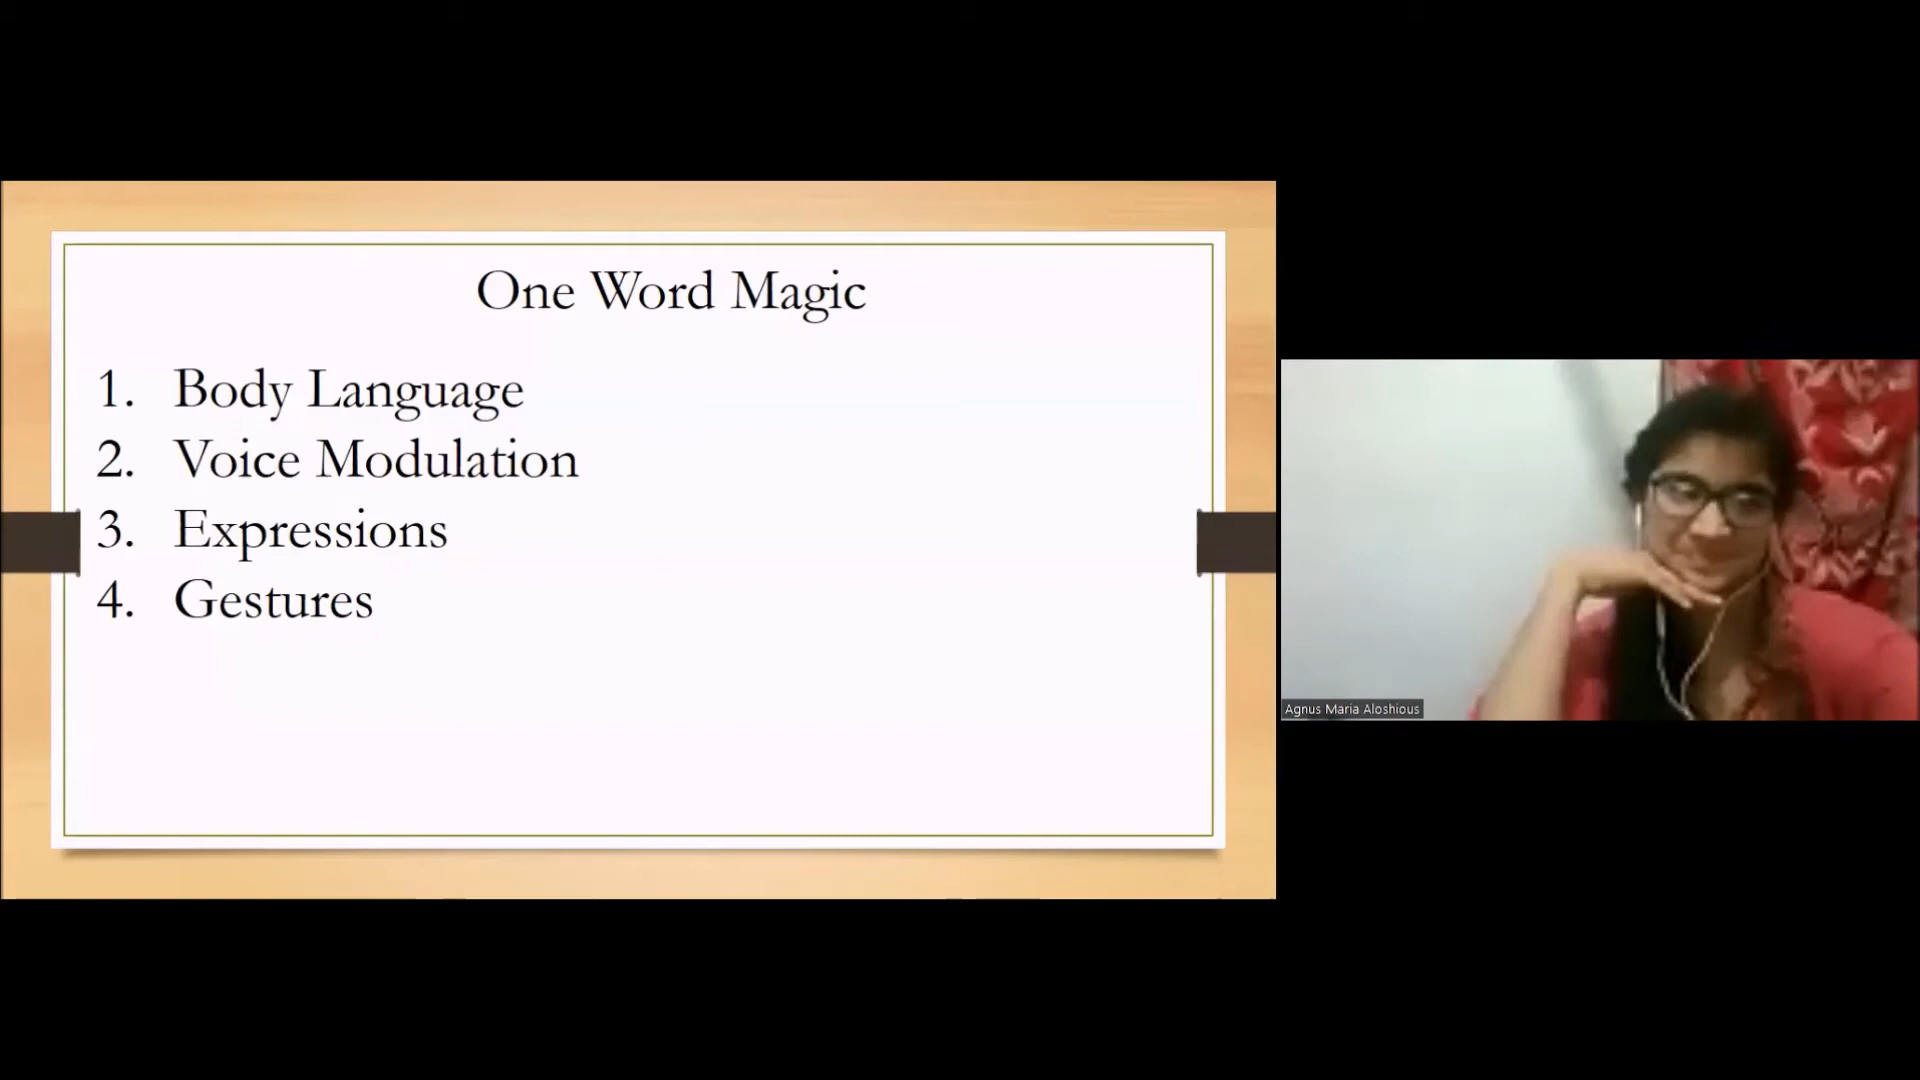 One Word Magic
1. Body Language
2. Voice Modulation
3. Expressions
4. Gestures
Agnus Maria Aloshious